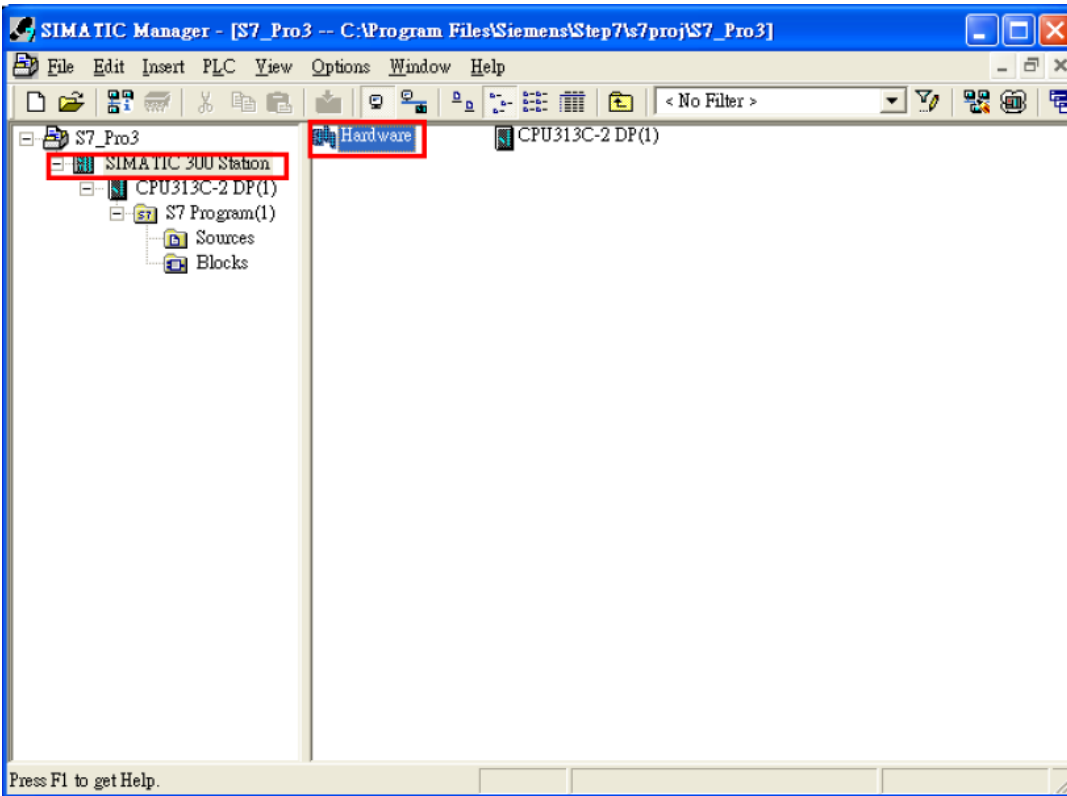 SIMATIC Manager - [S7_Pro3 -- C:\Program Files\Siemens\Step7\s7proj\S7_Pro3]
File Edit Insert PLC View Options Window Help
< No Filter >
S7_Pro3
SIMATIC 300 Station
CPU313C-2 DP(1)
S7 Program(1)
Sources
Blocks
Hardware
CPU313C-2 DP(1)
Press F1 to get Help.